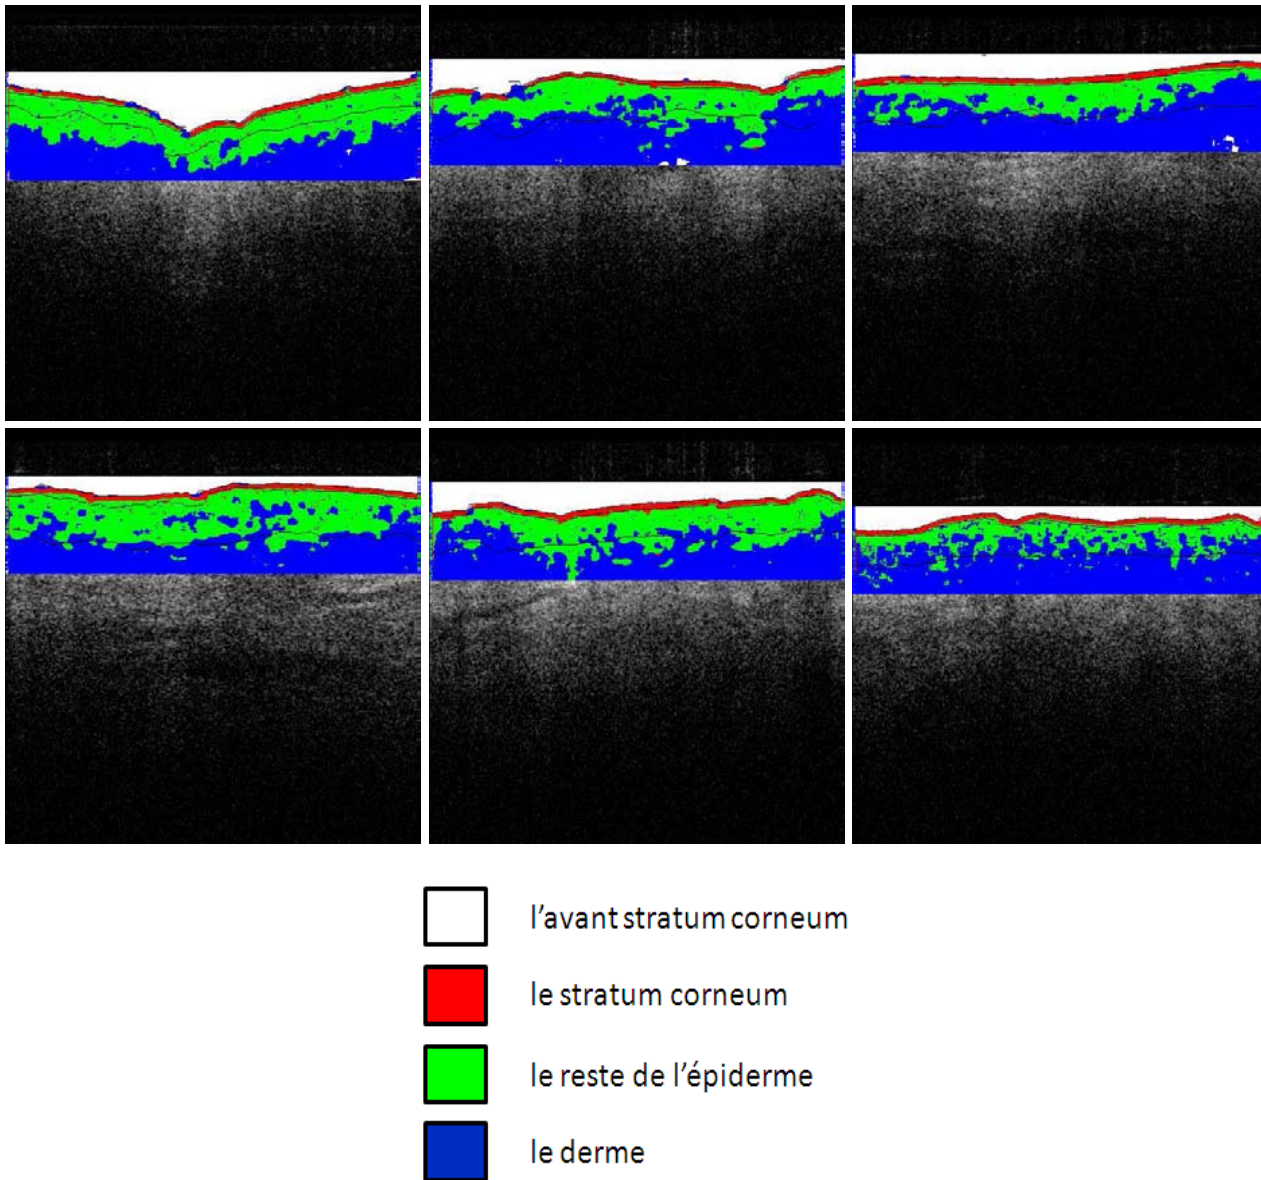 l'avant stratum corneum
le stratum corneum
le reste de l'épiderme
le derme